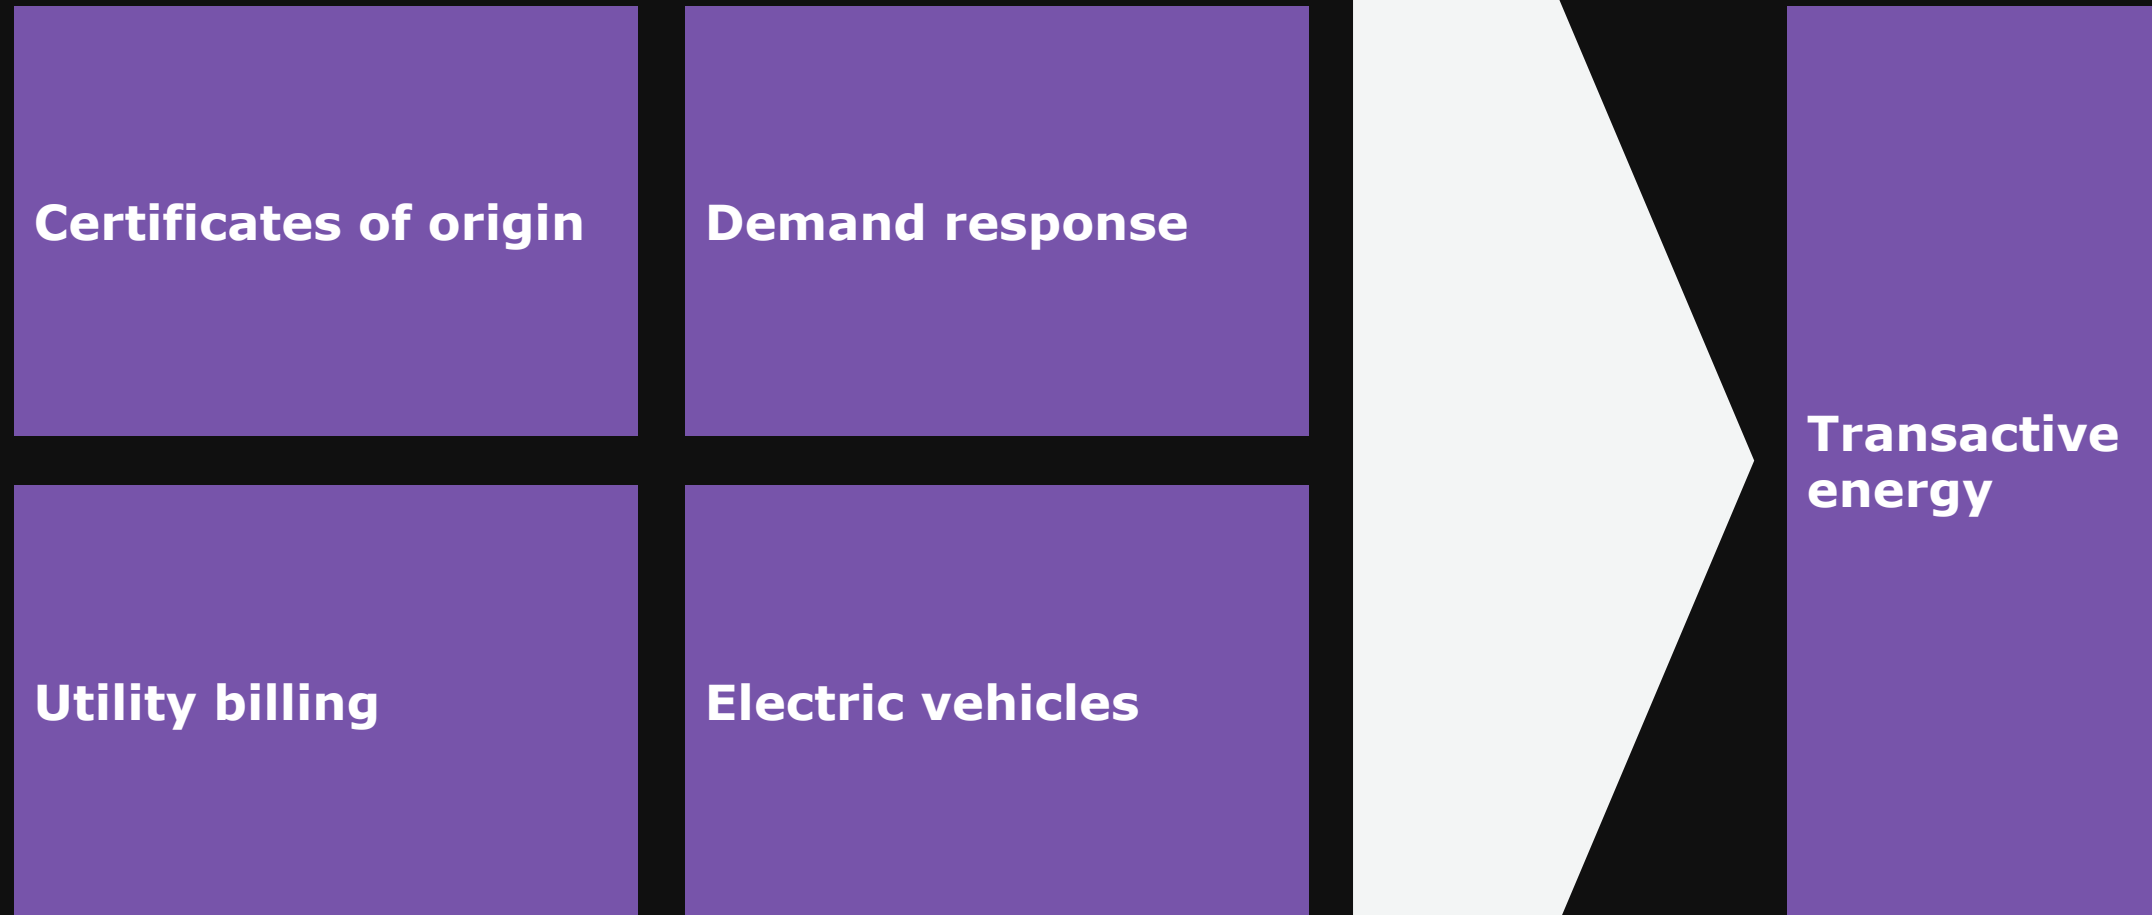 Certificates of origin
Demand response
Utility billing
Electric vehicles
Transactive
energy